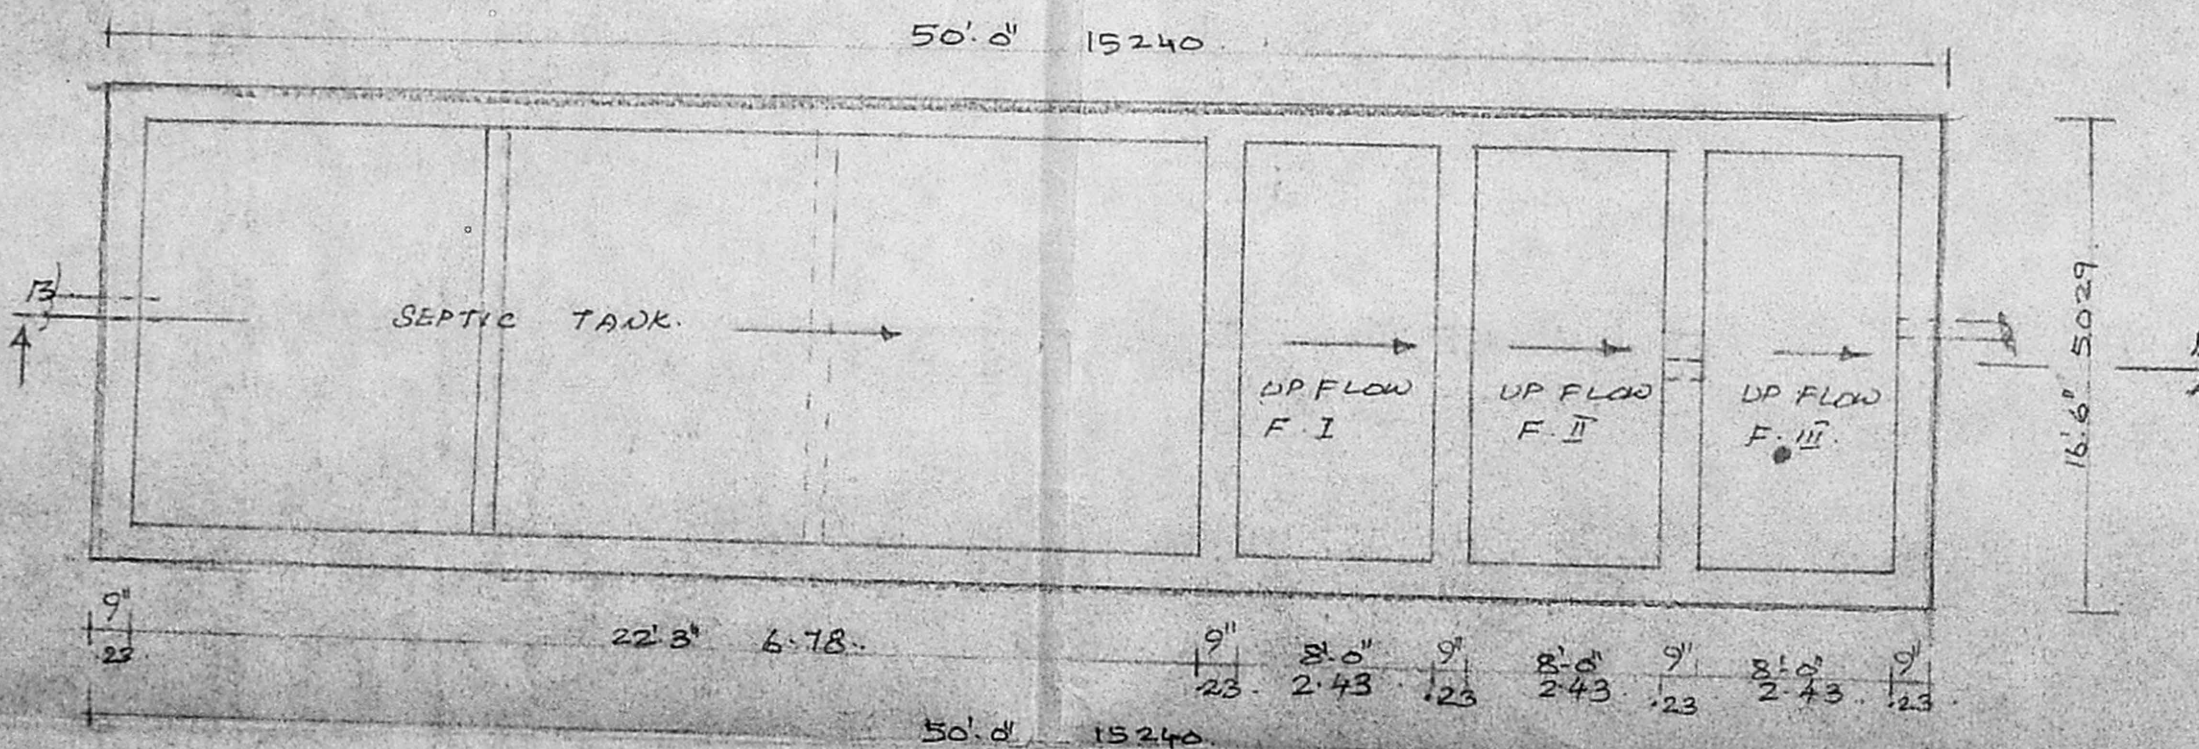 50'.0" 15240.
B
SEPTIC TANK.
UP FLOW
F. I
UP FLOW
F. II
UP FLOW
F. III.
16'.6" 5.029.
9"
.23.
22'.3" 6.78.
9"
.23.
8'-0"
2.43
9"
.23
8'-0"
2.43
9"
.23
8'-0"
2.43
9"
.23
50'.0" 15240.